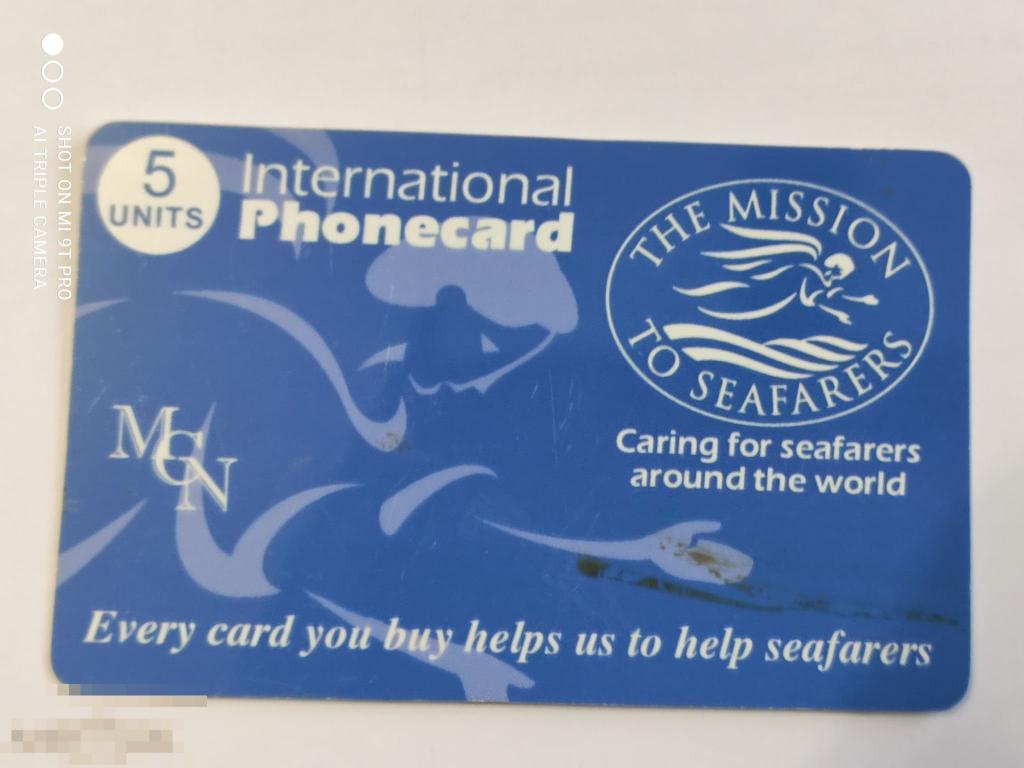 SHOT ON MI 9T PRO
AI TRIPLE CAMERA
5
UNITS
International
Phonecard
THE MISSION
TO SEAFARERS
Caring for seafarers
around the world
MCN
Every card you buy helps us to help seafarers